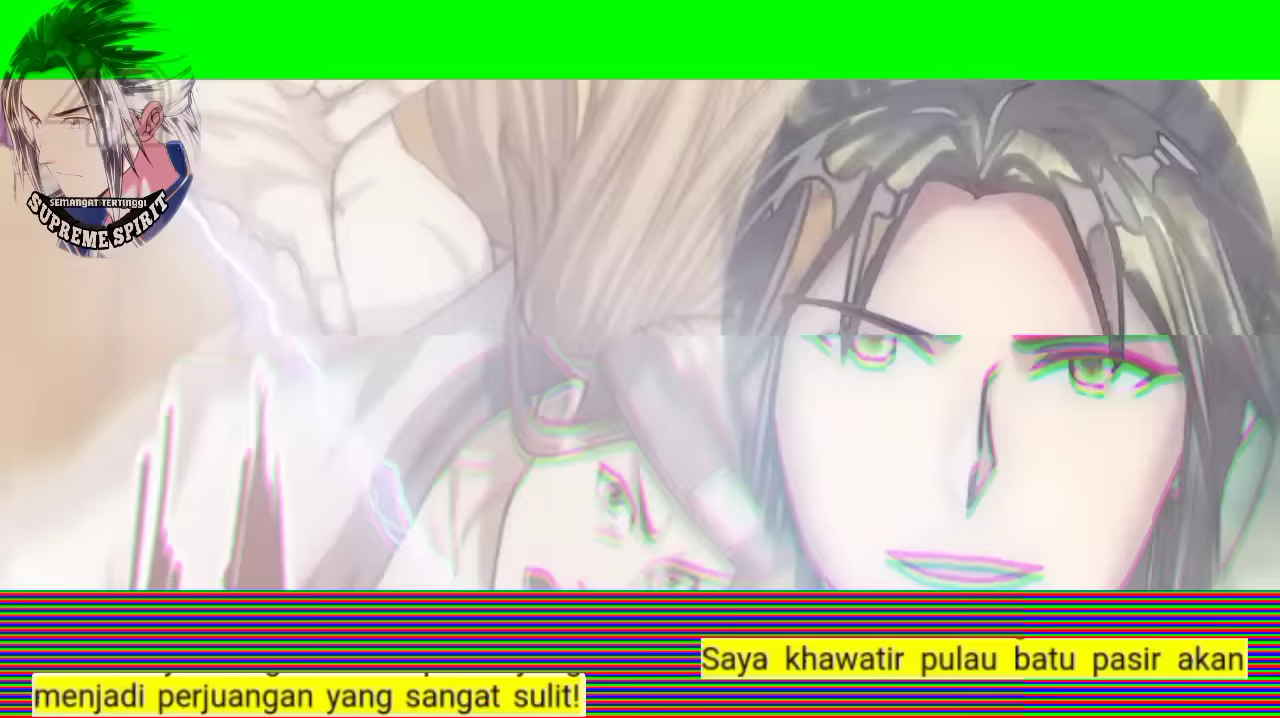 SEMANGAT TERTINGGI
SUPREME SPIRIT
Saya khawatir pulau batu pasir akan
menjadi perjuangan yang sangat sulit!